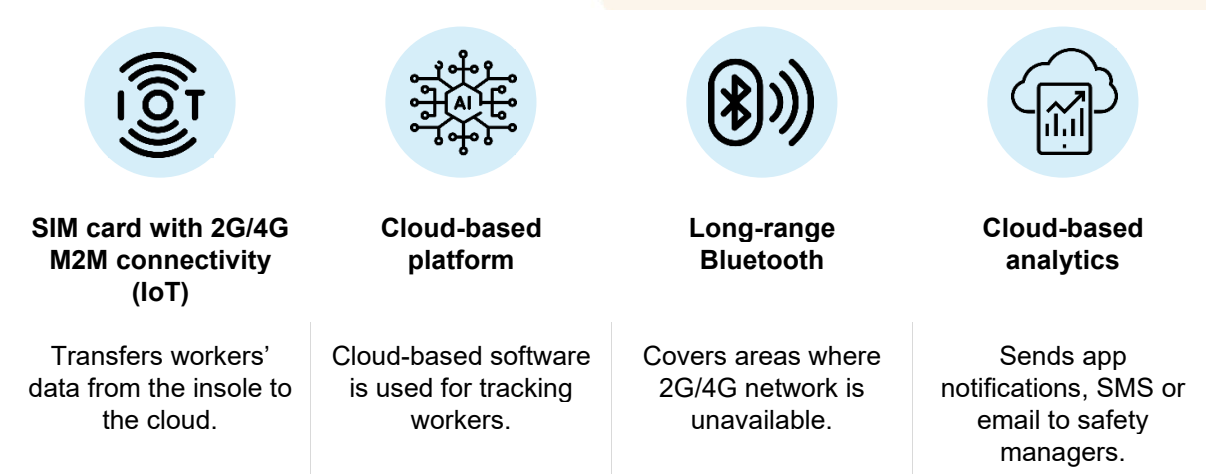 IOT
AI
SIM card with 2G/4G
M2M connectivity
(IoT)
Cloud-based
platform
Long-range
Bluetooth
Cloud-based
analytics
Transfers workers’
data from the insole to
the cloud.
Cloud-based software
is used for tracking
workers.
Covers areas where
2G/4G network is
unavailable.
Sends app
notifications, SMS or
email to safety
managers.